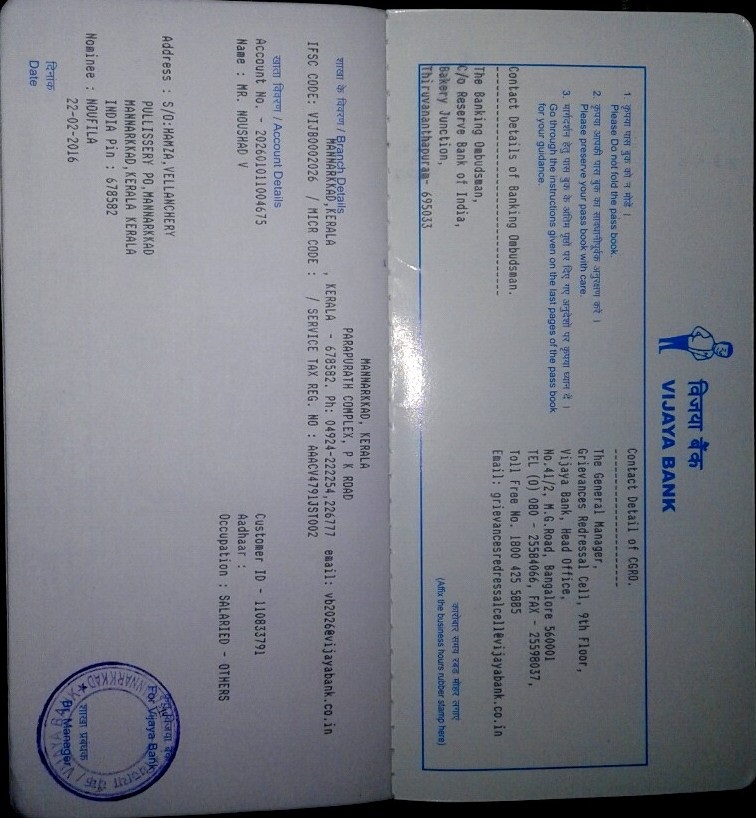 विजया बैंक
VIJAYA BANK
1. कृपया पास बुक को न मोड़ें ।
Please Do not fold the pass book.
2. कृपया आपकी पास बुक का सावधानीपूर्वक अनुरक्षण करें ।
Please preserve your pass book with care.
3. मार्गदर्शन हेतु पास बुक के अंतिम पृष्ठों पर दिए गए अनुदेशों पर कृपया ध्यान दें ।
Go through the instructions given on the last pages of the pass book
for your guidance.
Contact Details of Banking Ombudsman.
------------------------------
The Banking Ombudsman,
C/o Reserve Bank of India,
Bakery Junction,
Thiruvananthapuram- 695033
Contact Detail of CGRO.
------------------
The General Manager,
Grievances Redressal Cell, 9th Floor,
Vijaya Bank, Head Office,
No.41/2, M.G.Road, Bangalore 560001
TEL (O) 080 - 25584066, FAX - 25598037,
Toll Free No. 1800 425 5885
Email: grievancesredressalcell@vijayabank.co.in
कारोबार समय रबड़ मोहर लगाएं
(Affix the business hours rubber stamp here)
MANNARKKAD, KERALA
PARAPURATH COMPLEX, P K ROAD
शाखा के विवरण / Branch Details
MANNARKKAD,KERALA , KERALA - 678582. Ph: 04924-222254,226777 email: vb2026@vijayabank.co.in
IFSC CODE: VIJB0002026 / MICR CODE : / SERVICE TAX REG. NO : AAACV4791JST002
खाता विवरण / Account Details
Account No. - 202601011004675
Customer ID - 110833791
Name : MR. NOUSHAD V
Aadhaar :
Occupation : SALARIED - OTHERS
Address : S/O:HAMZA,VELLANCHERY
PULLISSERY PO,MANNARKKAD
MANNARKKAD,KERALA KERALA
INDIA Pin : 678582
Nominee : NOUFILA
22-02-2016
दिनांक
Date
विजया बैंक / VIJAYA BANK
For Vijaya Bank
शाखा प्रबंधक
Br. Manager